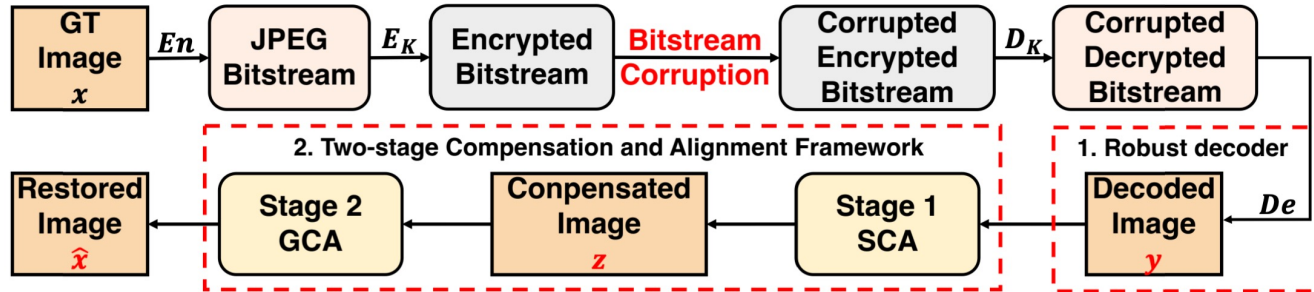 GT
Image
x
En
JPEG
Bitstream
E_K
Encrypted
Bitstream
Bitstream
Corruption
Corrupted
Encrypted
Bitstream
D_K
Corrupted
Decrypted
Bitstream
2. Two-stage Compensation and Alignment Framework
1. Robust decoder
Restored
Image
x̂
Stage 2
GCA
Conpensated
Image
z
Stage 1
SCA
Decoded
Image
y
De